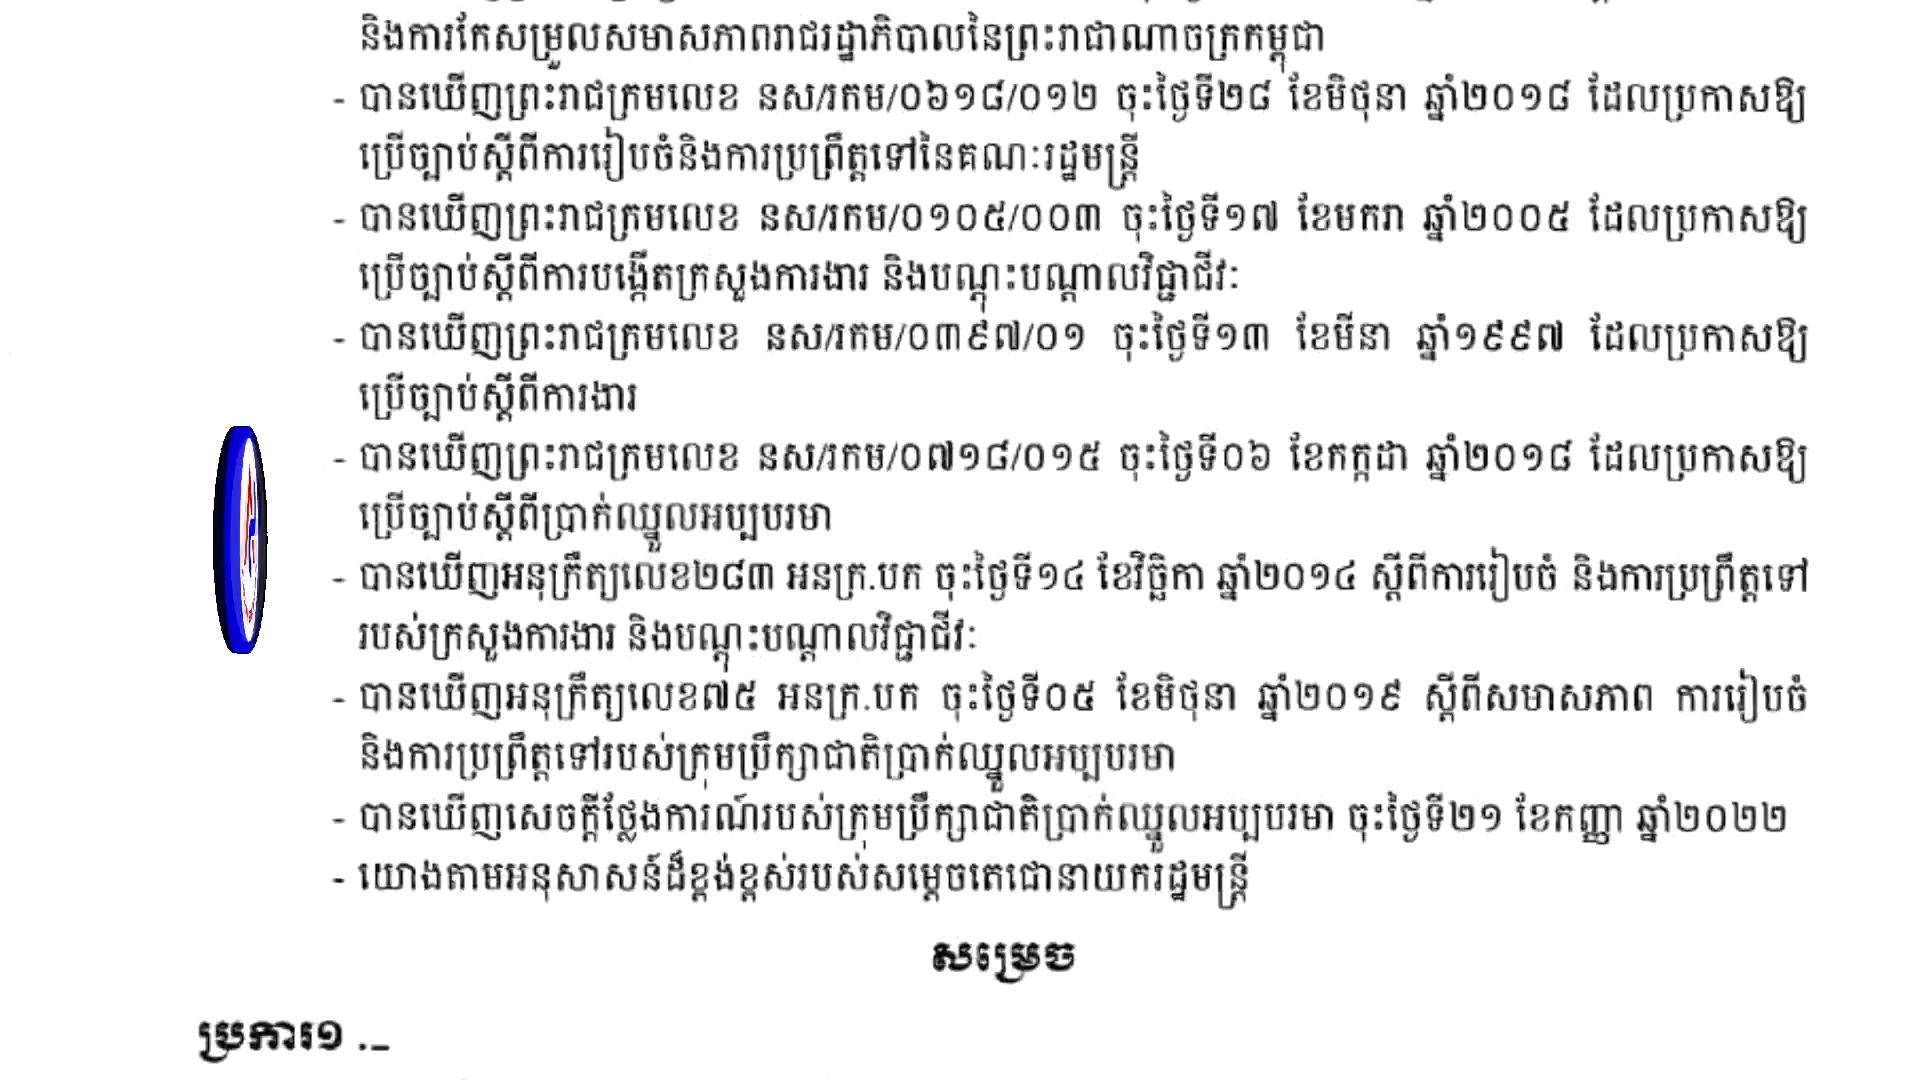 និងការកែសម្រួលសមាសភាពរាជរដ្ឋាភិបាលនៃព្រះរាជាណាចក្រកម្ពុជា
- បានឃើញព្រះរាជក្រមលេខ នស/រកម/០៦១៨/០១២ ចុះថ្ងៃទី២៨ ខែមិថុនា ឆ្នាំ២០១៨ ដែលប្រកាសឱ្យ
ប្រើច្បាប់ស្តីពីការរៀបចំនិងការប្រព្រឹត្តទៅនៃគណៈរដ្ឋមន្ត្រី
- បានឃើញព្រះរាជក្រមលេខ នស/រកម/០១០៥/០០៣ ចុះថ្ងៃទី១៧ ខែមករា ឆ្នាំ២០០៥ ដែលប្រកាសឱ្យ
ប្រើច្បាប់ស្តីពីការបង្កើតក្រសួងការងារ និងបណ្តុះបណ្តាលវិជ្ជាជីវៈ
- បានឃើញព្រះរាជក្រមលេខ នស/រកម/០៣៩៧/០១ ចុះថ្ងៃទី១៣ ខែមីនា ឆ្នាំ១៩៩៧ ដែលប្រកាសឱ្យ
ប្រើច្បាប់ស្តីពីការងារ
- បានឃើញព្រះរាជក្រមលេខ នស/រកម/០៧១៨/០១៥ ចុះថ្ងៃទី០៦ ខែកក្កដា ឆ្នាំ២០១៨ ដែលប្រកាសឱ្យ
ប្រើច្បាប់ស្តីពីប្រាក់ឈ្នួលអប្បបរមា
- បានឃើញអនុក្រឹត្យលេខ២៨៣ អនក្រ.បក ចុះថ្ងៃទី១៤ ខែវិច្ឆិកា ឆ្នាំ២០១៤ ស្តីពីការរៀបចំ និងការប្រព្រឹត្តទៅ
របស់ក្រសួងការងារ និងបណ្តុះបណ្តាលវិជ្ជាជីវៈ
- បានឃើញអនុក្រឹត្យលេខ៧៥ អនក្រ.បក ចុះថ្ងៃទី០៥ ខែមិថុនា ឆ្នាំ២០១៩ ស្តីពីសមាសភាព ការរៀបចំ
និងការប្រព្រឹត្តទៅរបស់ក្រុមប្រឹក្សាជាតិប្រាក់ឈ្នួលអប្បបរមា
- បានឃើញសេចក្តីថ្លែងការណ៍របស់ក្រុមប្រឹក្សាជាតិប្រាក់ឈ្នួលអប្បបរមា ចុះថ្ងៃទី២១ ខែកញ្ញា ឆ្នាំ២០២២
- យោងតាមអនុសាសន៍ដ៏ខ្ពង់ខ្ពស់របស់សម្តេចតេជោនាយករដ្ឋមន្ត្រី
សម្រេច
ប្រការ១ ._